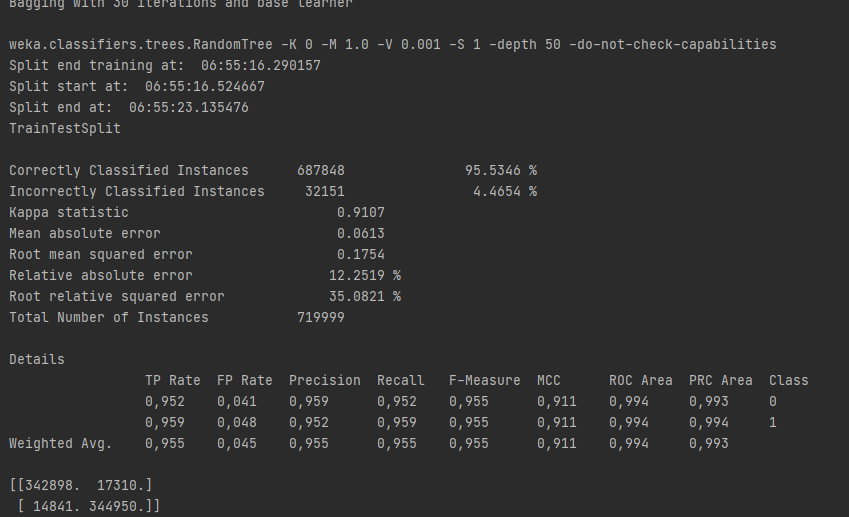 Bagging with 30 iterations and base learner
weka.classifiers.trees.RandomTree -K 0 -M 1.0 -V 0.001 -S 1 -depth 50 -do-not-check-capabilities
Split end training at:  06:55:16.290157
Split start at:  06:55:16.524667
Split end at:  06:55:23.135476
TrainTestSplit
Correctly Classified Instances      687848               95.5346 %
Incorrectly Classified Instances     32151                4.4654 %
Kappa statistic                          0.9107
Mean absolute error                      0.0613
Root mean squared error                  0.1754
Relative absolute error                 12.2519 %
Root relative squared error             35.0821 %
Total Number of Instances           719999
Details
                 TP Rate  FP Rate  Precision  Recall   F-Measure  MCC      ROC Area  PRC Area  Class
                 0,952    0,041    0,959      0,952    0,955      0,911    0,994     0,993     0
                 0,959    0,048    0,952      0,959    0,955      0,911    0,994     0,994     1
Weighted Avg.    0,955    0,045    0,955      0,955    0,955      0,911    0,994     0,993
[[342898.  17310.]
 [ 14841. 344950.]]